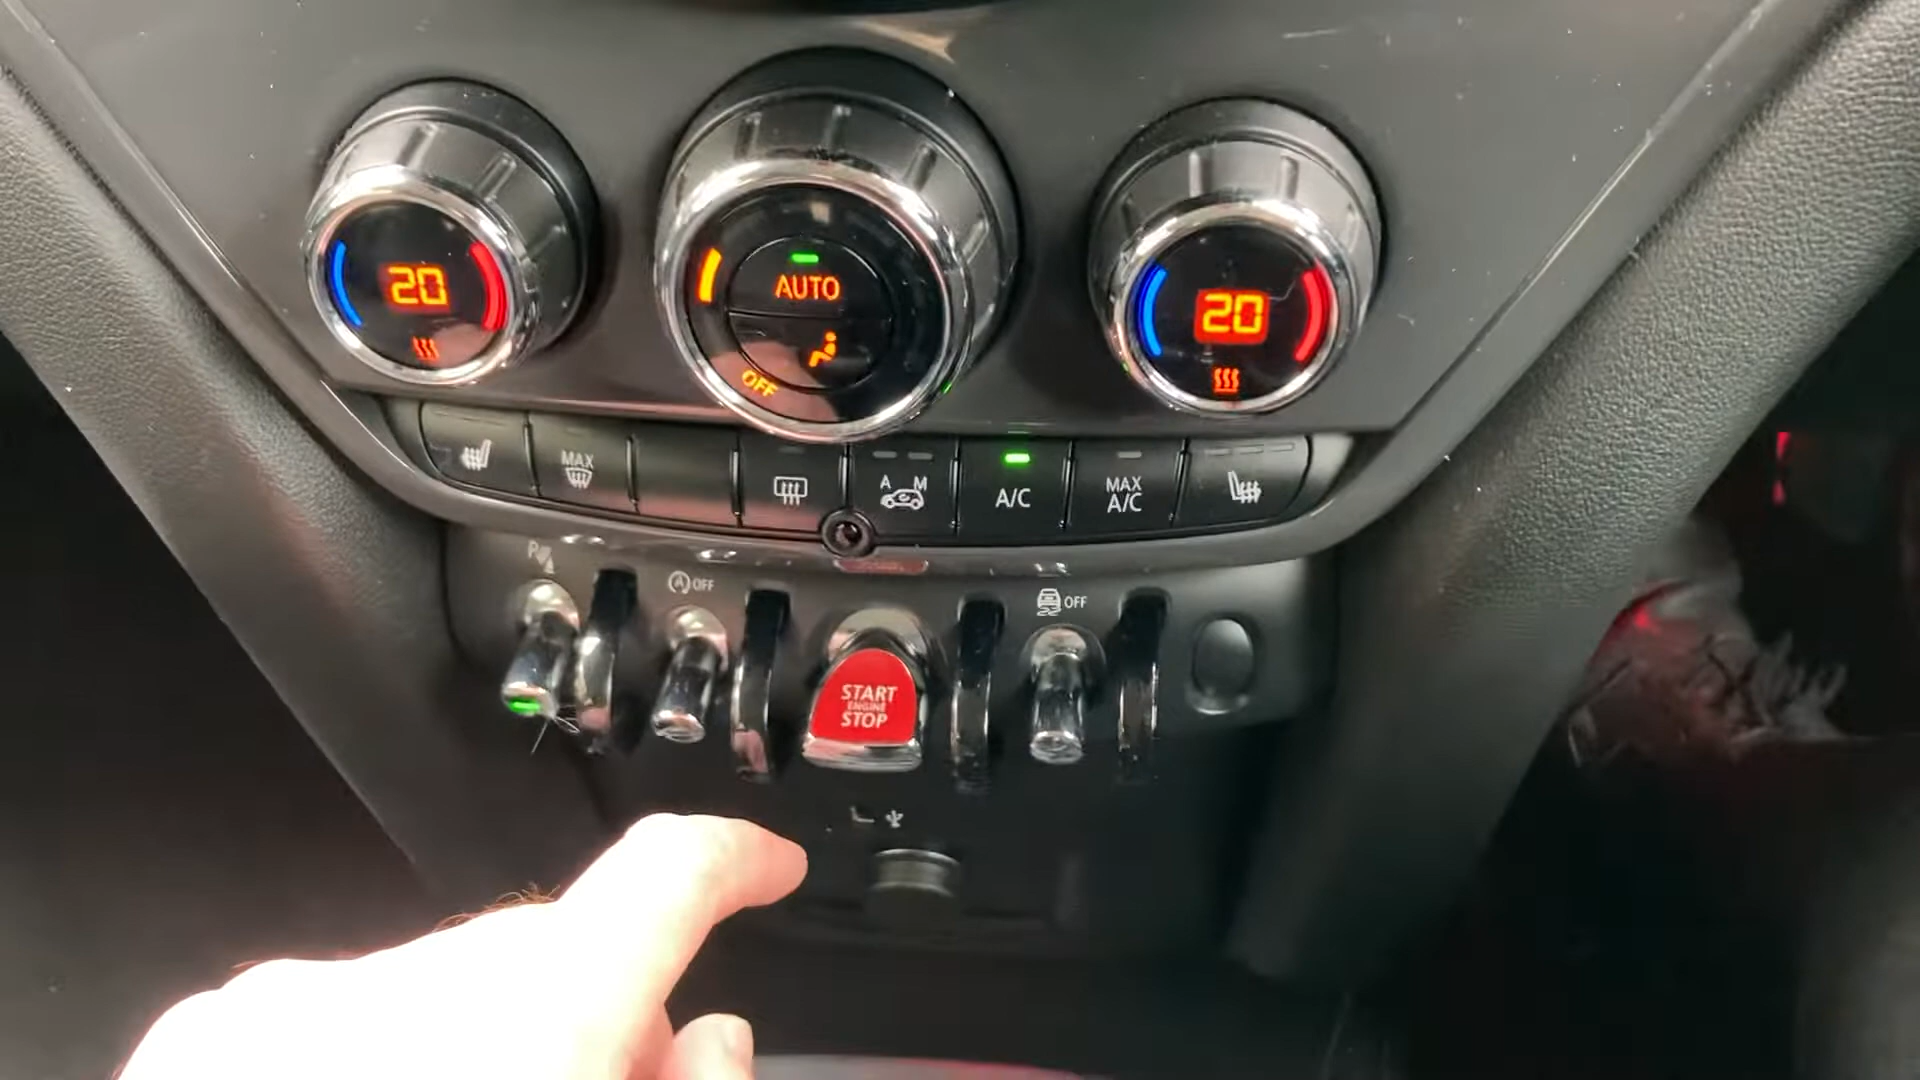 20
AUTO
OFF
20
MAX
A M
A/C
MAX
A/C
P
A OFF
OFF
START
ENGINE
STOP